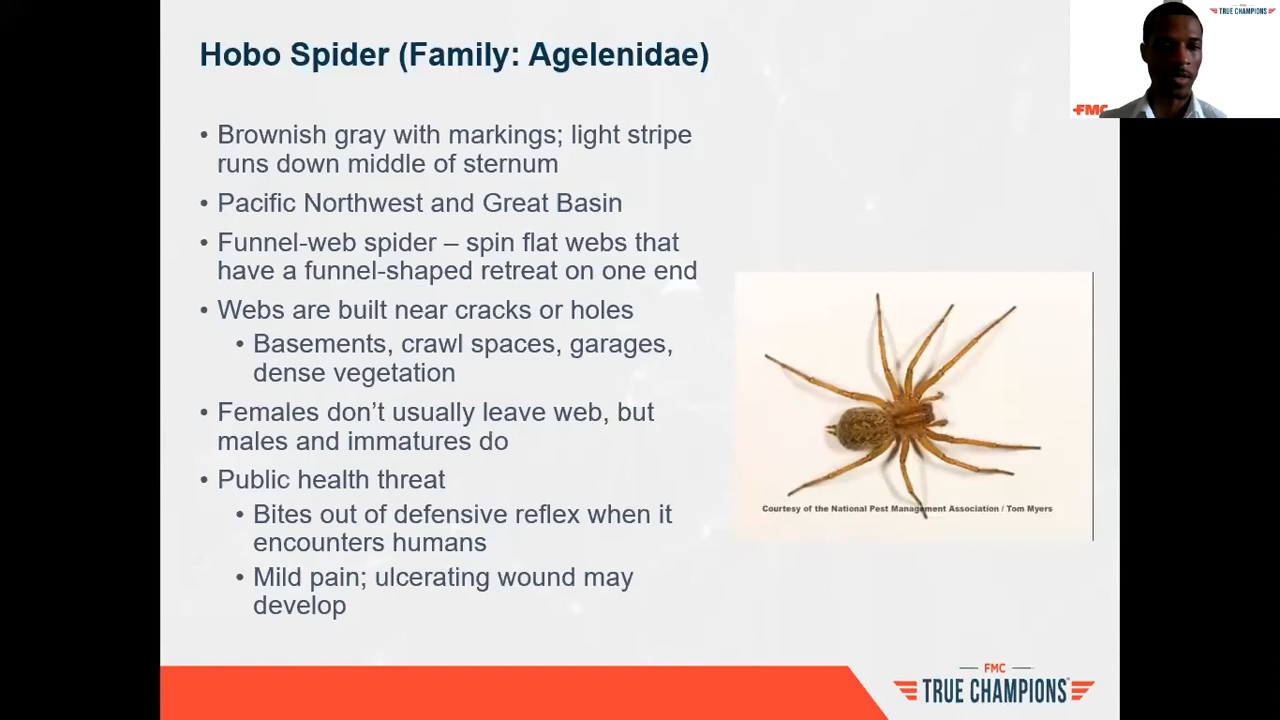 Hobo Spider (Family: Agelenidae)
• Brownish gray with markings; light stripe
runs down middle of sternum
• Pacific Northwest and Great Basin
• Funnel-web spider – spin flat webs that
have a funnel-shaped retreat on one end
• Webs are built near cracks or holes
• Basements, crawl spaces, garages,
dense vegetation
• Females don’t usually leave web, but
males and immatures do
• Public health threat
• Bites out of defensive reflex when it
encounters humans
• Mild pain; ulcerating wound may
develop
Courtesy of the National Pest Management Association / Tom Myers
TRUE CHAMPIONS
FMC
FMC
TRUE CHAMPIONS